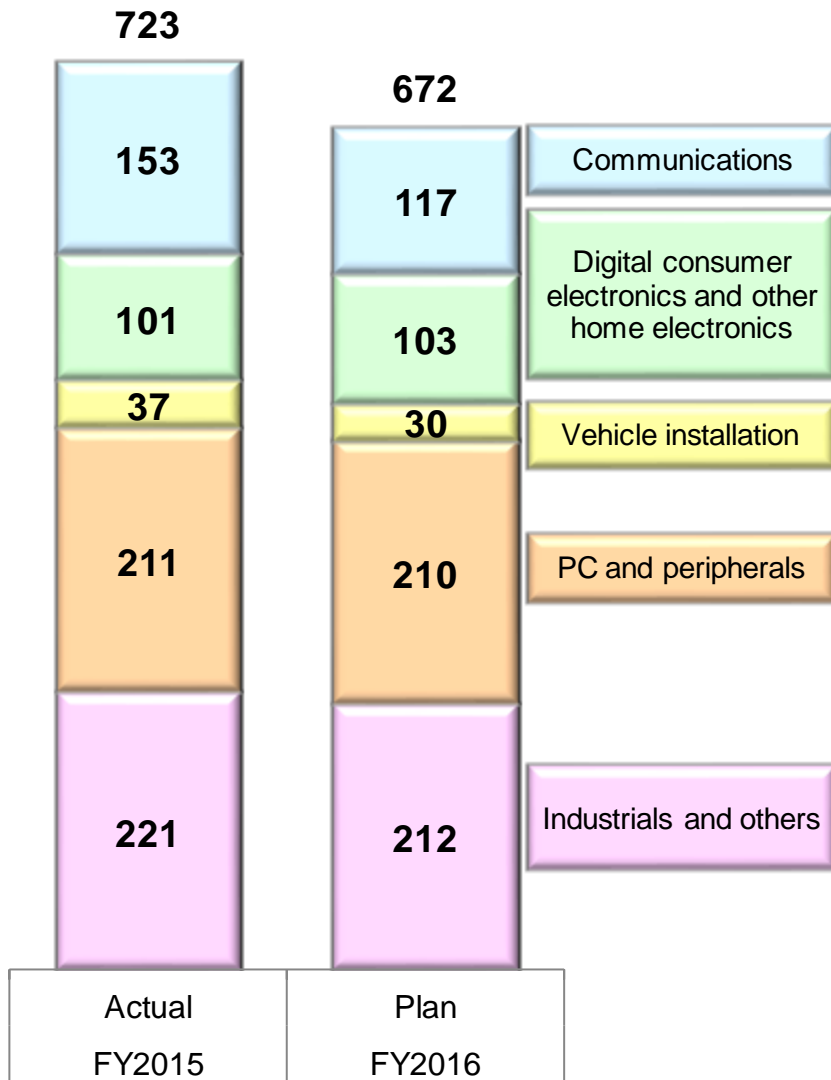 723
672
153
117
Communications
101
103
Digital consumer
electronics and other
home electronics
37
30
Vehicle installation
211
210
PC and peripherals
221
212
Industrials and others
Actual
Plan
FY2015
FY2016